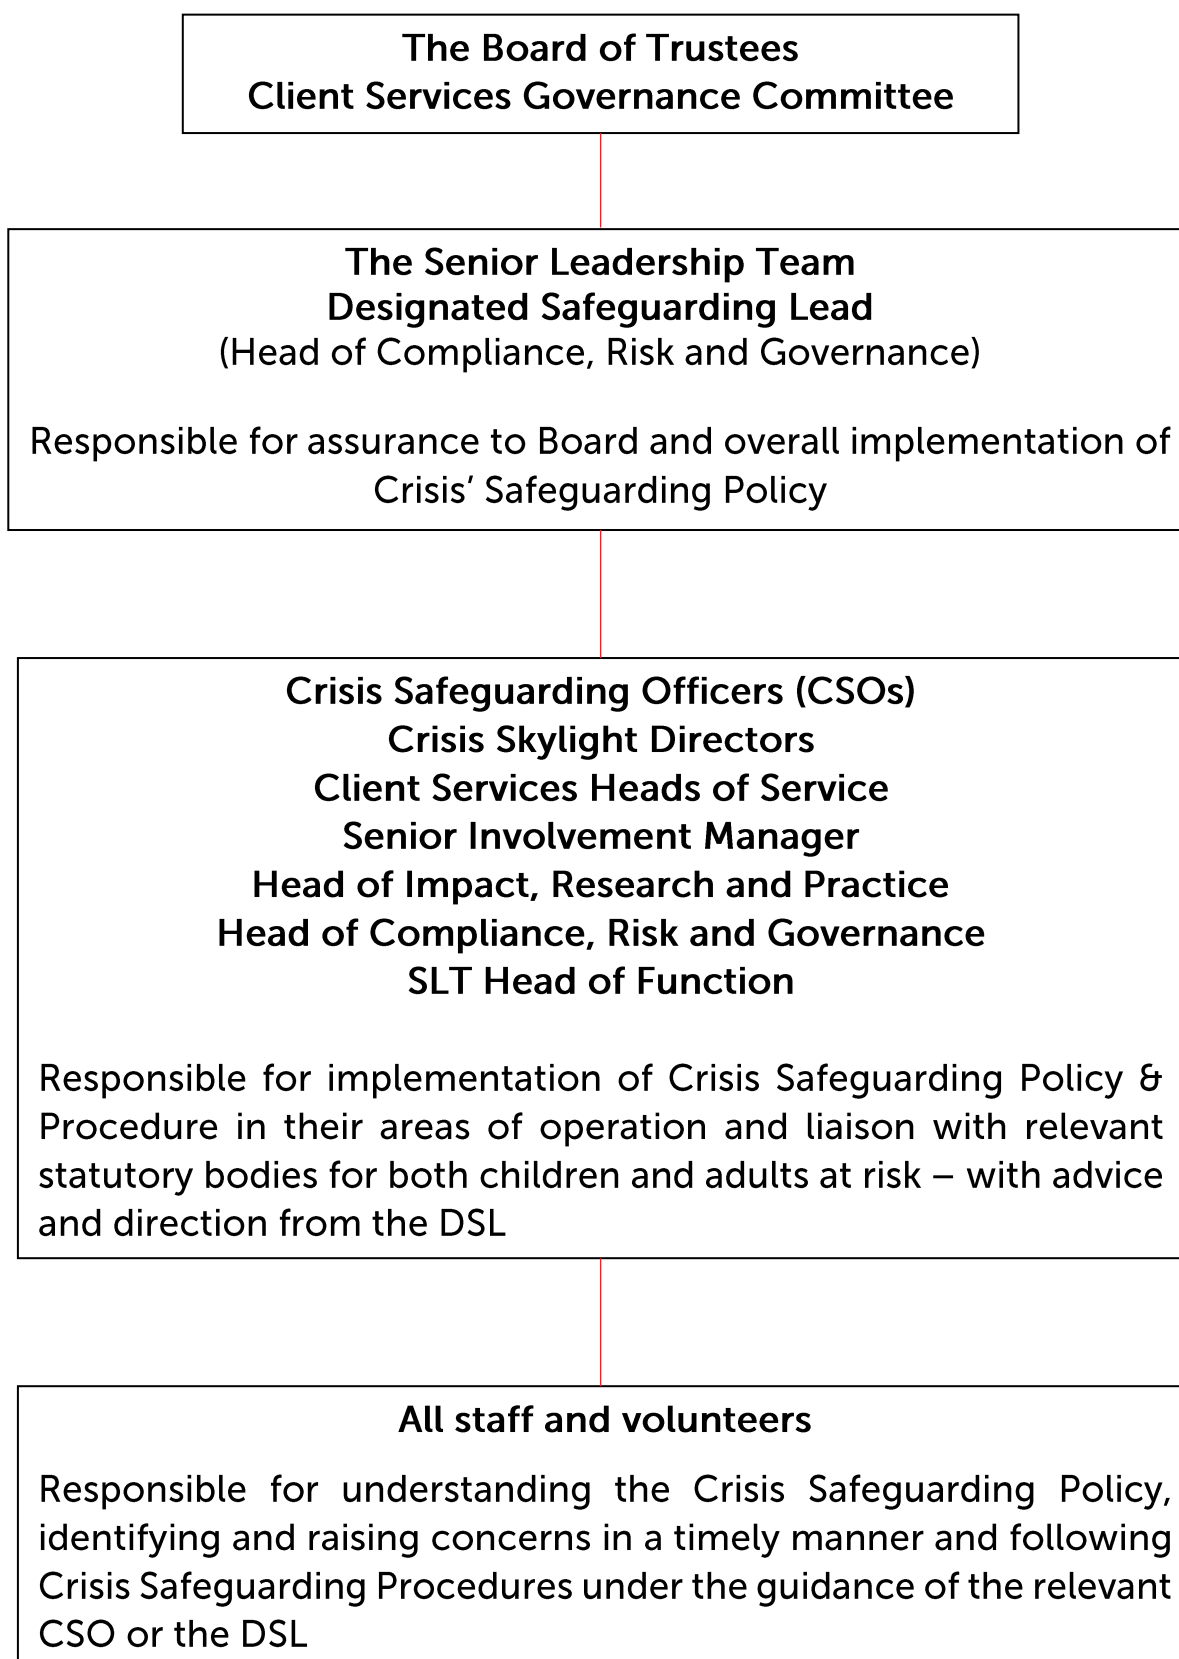 The Board of Trustees
Client Services Governance Committee
The Senior Leadership Team
Designated Safeguarding Lead
(Head of Compliance, Risk and Governance)
Responsible for assurance to Board and overall implementation of
Crisis’ Safeguarding Policy
Crisis Safeguarding Officers (CSOs)
Crisis Skylight Directors
Client Services Heads of Service
Senior Involvement Manager
Head of Impact, Research and Practice
Head of Compliance, Risk and Governance
SLT Head of Function
Responsible for implementation of Crisis Safeguarding Policy &
Procedure in their areas of operation and liaison with relevant
statutory bodies for both children and adults at risk – with advice
and direction from the DSL
All staff and volunteers
Responsible for understanding the Crisis Safeguarding Policy,
identifying and raising concerns in a timely manner and following
Crisis Safeguarding Procedures under the guidance of the relevant
CSO or the DSL